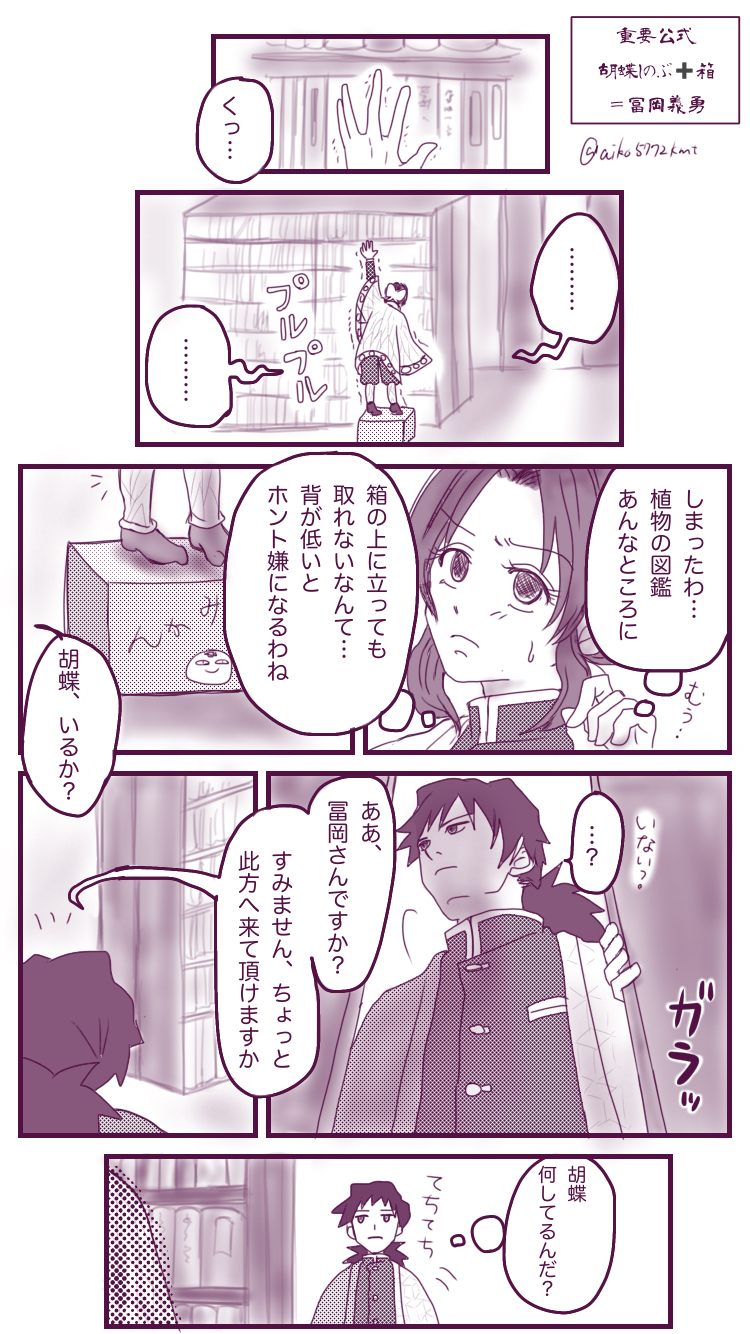 重要公式
胡蝶しのぶ➕箱
＝冨岡義勇
@aiko5772kmt
くっ…
………
プルプル
………
しまったわ…
植物の図鑑
あんなところに
むぅ…
箱の上に立っても
取れないなんて…
背が低いと
ホント嫌になるわね
みかん
胡蝶、いるか？
…？
いない？
ガラッ
ああ、
冨岡さんですか？
すみません、ちょっと
此方へ来て頂けますか
胡蝶
何してるんだ？
てちてち